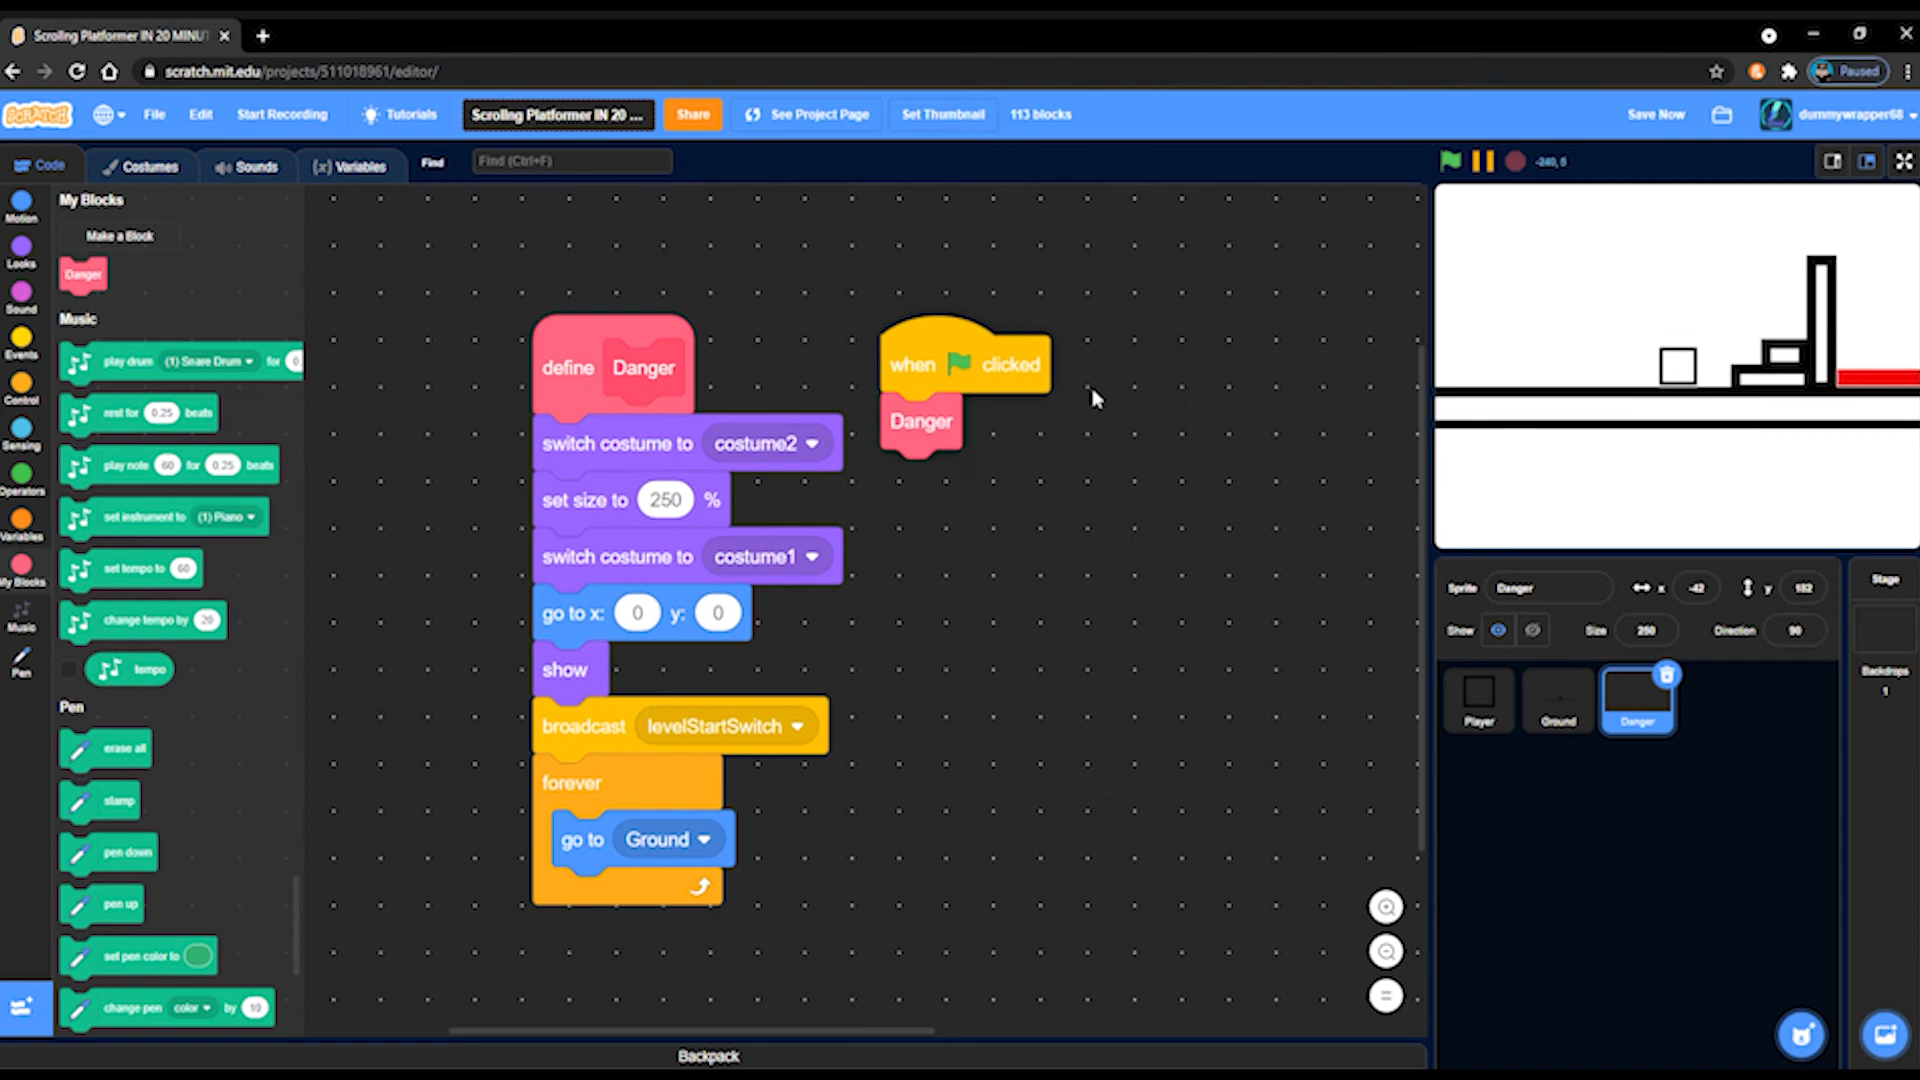 Scrolling Platformer IN 20 MINUT
scratch.mit.edu/projects/511018961/editor/
Paused
SCRATCH
File
Edit
Start Recording
Tutorials
Scrolling Platformer IN 20 ....
Share
See Project Page
Set Thumbnail
113 blocks
Save Now
dummywrapper68
Code
Costumes
Sounds
(x) Variables
Find
Find (Ctrl+F)
-240, 6
Motion
Looks
Sound
Events
Control
Sensing
Operators
Variables
My Blocks
Music
Pen
My Blocks
Make a Block
Danger
Music
play drum (1) Snare Drum for 0
rest for 0.25 beats
play note 60 for 0.25 beats
set instrument to (1) Piano
set tempo to 60
change tempo by 20
tempo
Pen
erase all
stamp
pen down
pen up
set pen color to
change pen color by 10
define Danger
switch costume to costume2
set size to 250 %
switch costume to costume1
go to x: 0 y: 0
show
broadcast levelStartSwitch
forever
go to Ground
when clicked
Danger
Sprite Danger x -42 y 182
Show Size 250 Direction 90
Player
Ground
Danger
Stage
Backdrops
1
Backpack